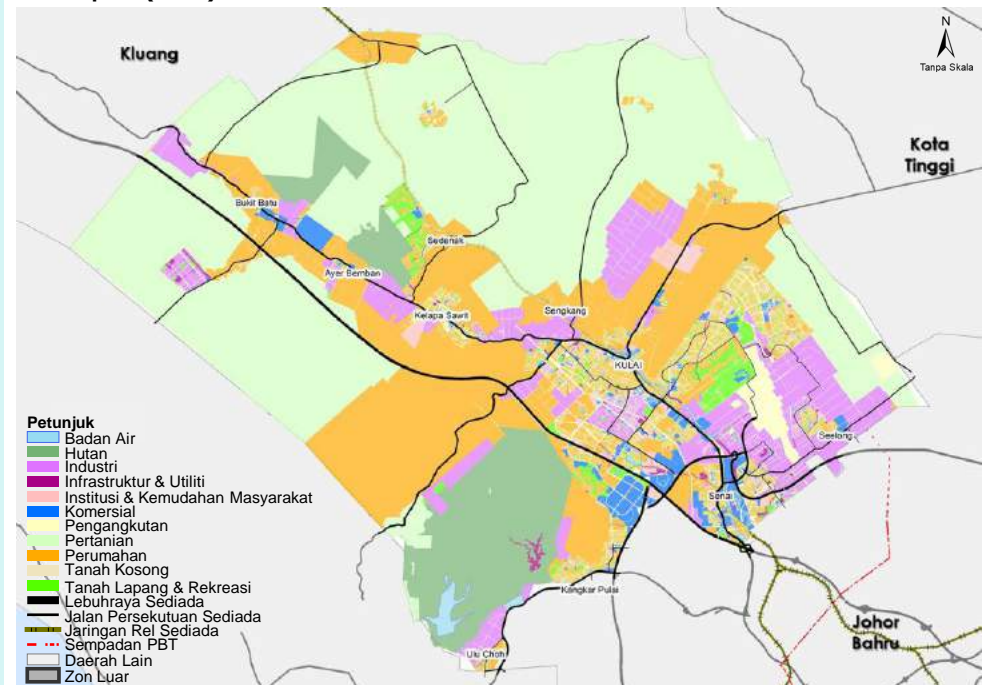 Kluang
N
Tanpa Skala
Kota
Tinggi
Bukit Batu
Sedenak
Ayer Bemban
Kelapa Sawit
Sengkang
KULAI
Seelong
Senai
Kangkar Pulai
Ulu Choh
Johor
Bahru
Petunjuk
Badan Air
Hutan
Industri
Infrastruktur & Utiliti
Institusi & Kemudahan Masyarakat
Komersial
Pengangkutan
Pertanian
Perumahan
Tanah Kosong
Tanah Lapang & Rekreasi
Lebuhraya Sediada
Jalan Persekutuan Sediada
Jaringan Rel Sediada
Sempadan PBT
Daerah Lain
Zon Luar